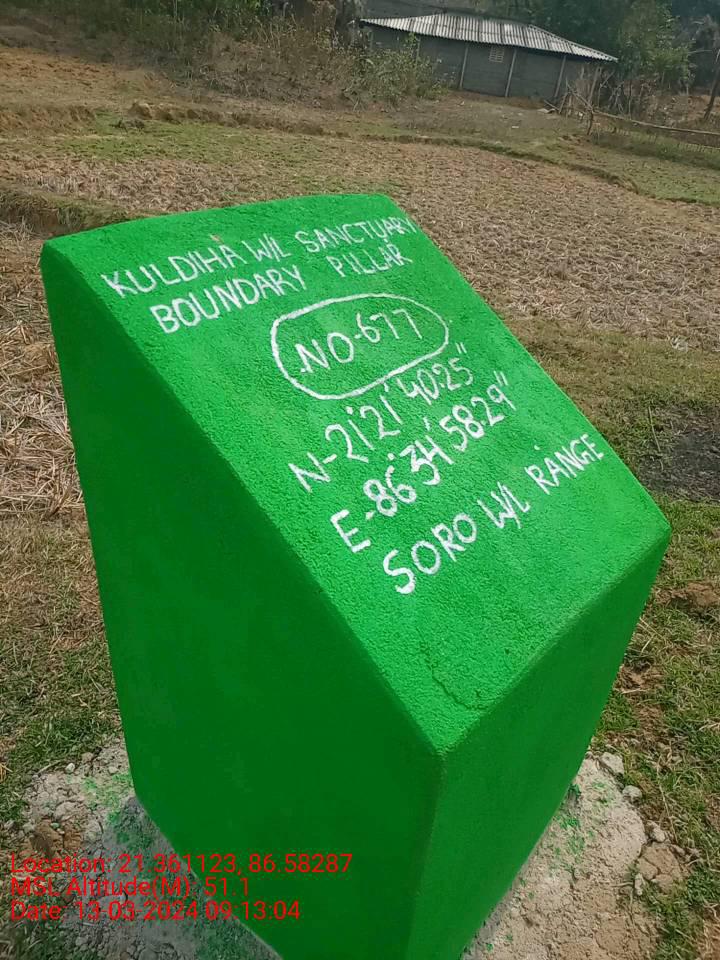 KULDIHA W/L SANCTUARY
BOUNDARY PILLAR
NO-677
N-21°21'40.25"
E-86°34'58.29"
SORO W/L RANGE
Location: 21.361123, 86.58287
MSL Altitude(M): 51.1
Date: 13-03-2024 09:13:04